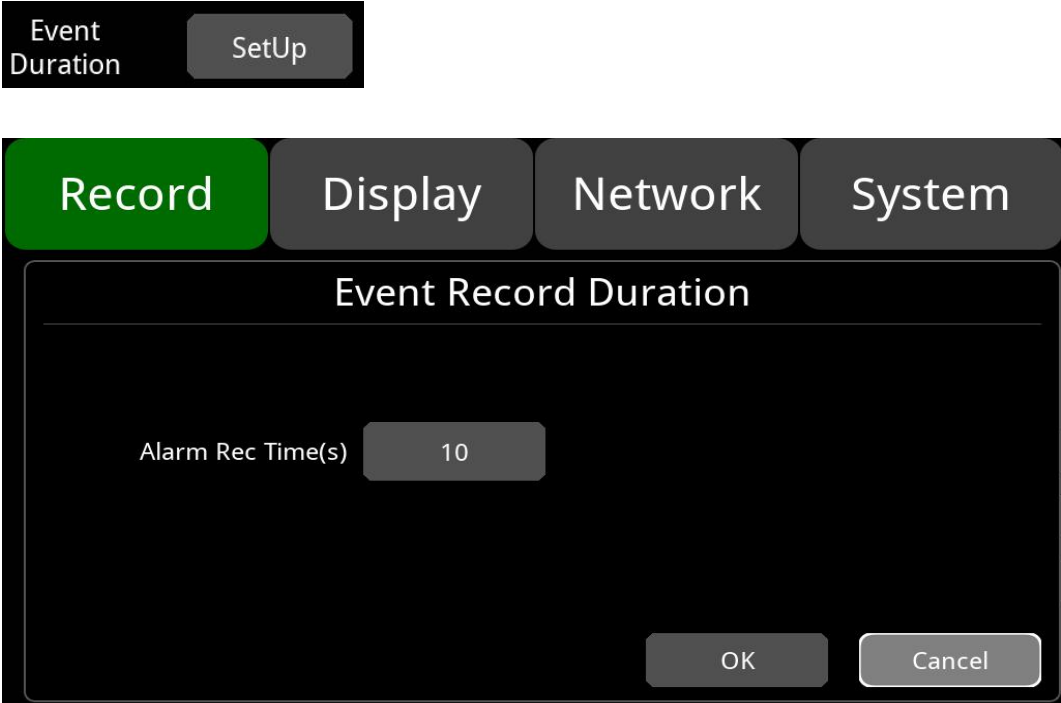 Event
Duration
SetUp
Record Display Network System
Event Record Duration
Alarm Rec Time(s) 10
OK Cancel